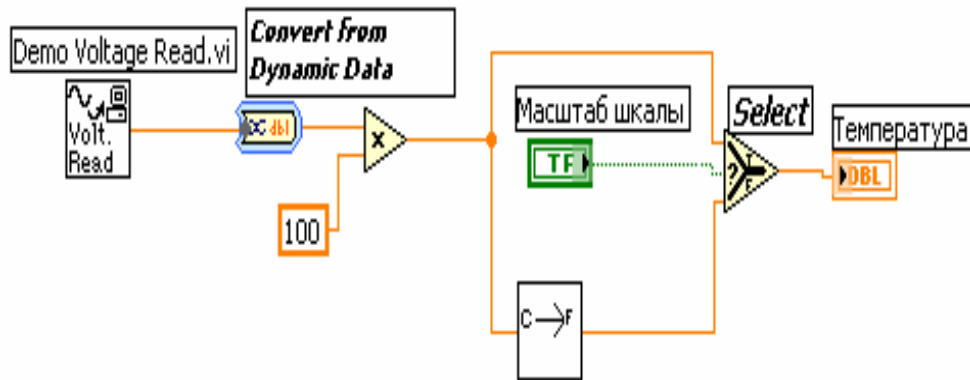 Demo Voltage Read.vi
Volt.
Read
Convert from
Dynamic Data
dbl
x
100
Масштаб шкалы
TF
C
F
Select
?
T
F
Температура
DBL